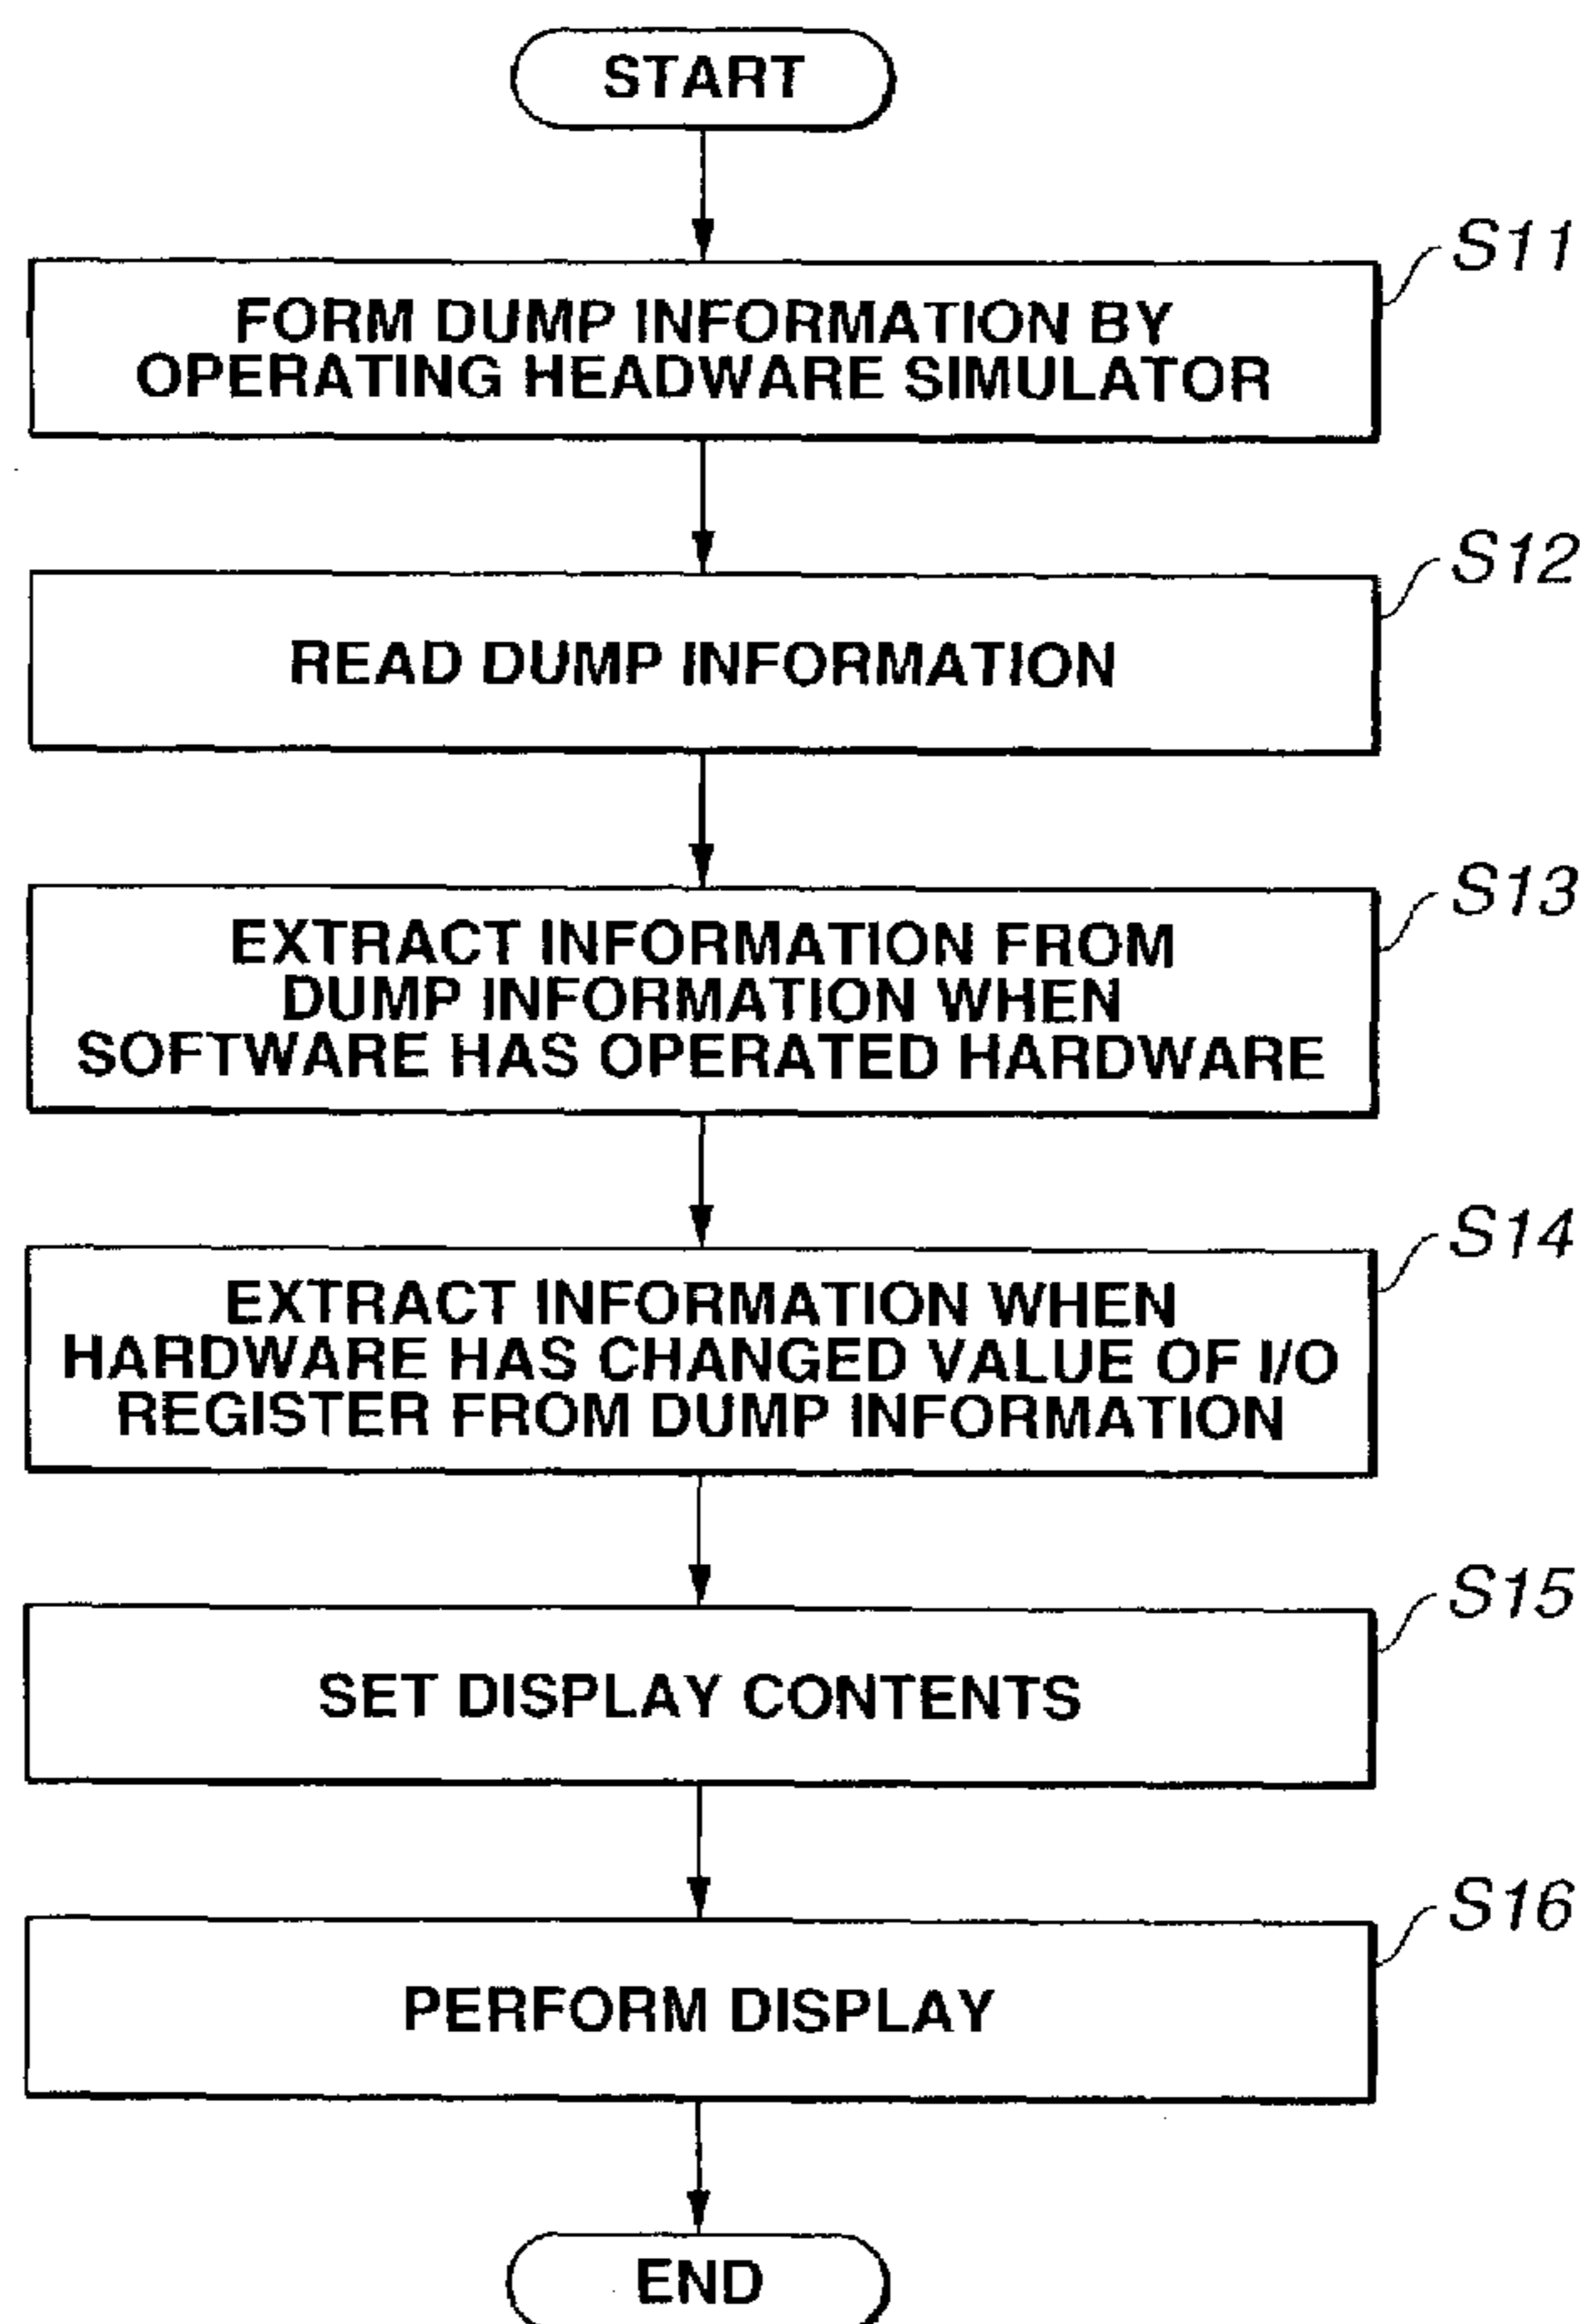 START
S11
FORM DUMP INFORMATION BY
OPERATING HEADWARE SIMULATOR
S12
READ DUMP INFORMATION
S13
EXTRACT INFORMATION FROM
DUMP INFORMATION WHEN
SOFTWARE HAS OPERATED HARDWARE
S14
EXTRACT INFORMATION WHEN
HARDWARE HAS CHANGED VALUE OF I/O
REGISTER FROM DUMP INFORMATION
S15
SET DISPLAY CONTENTS
S16
PERFORM DISPLAY
END